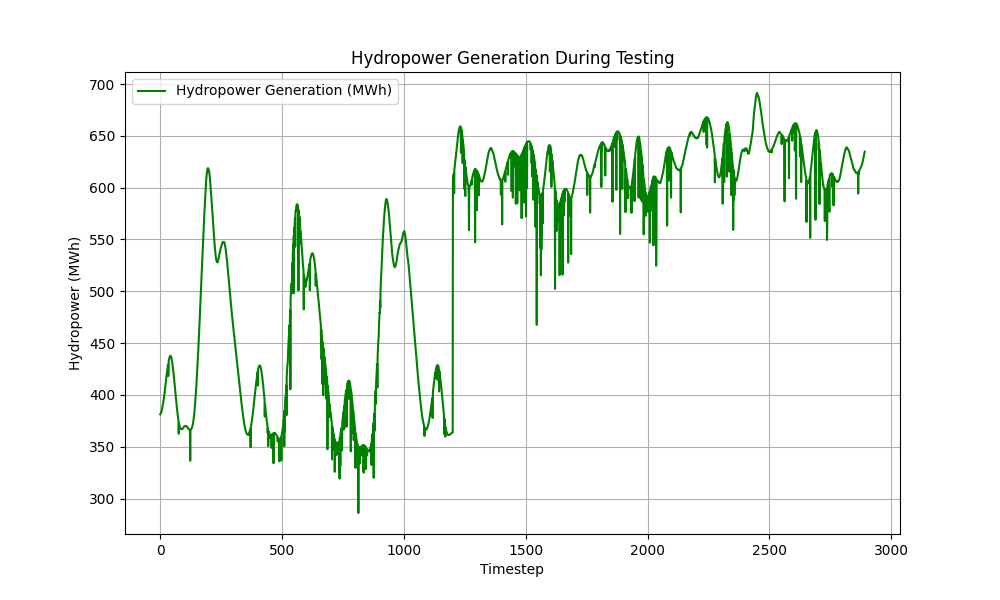 Hydropower Generation During Testing
Hydropower Generation (MWh)
700
650
600
550
500
450
400
350
300
Hydropower (MWh)
0 500 1000 1500 2000 2500 3000
Timestep